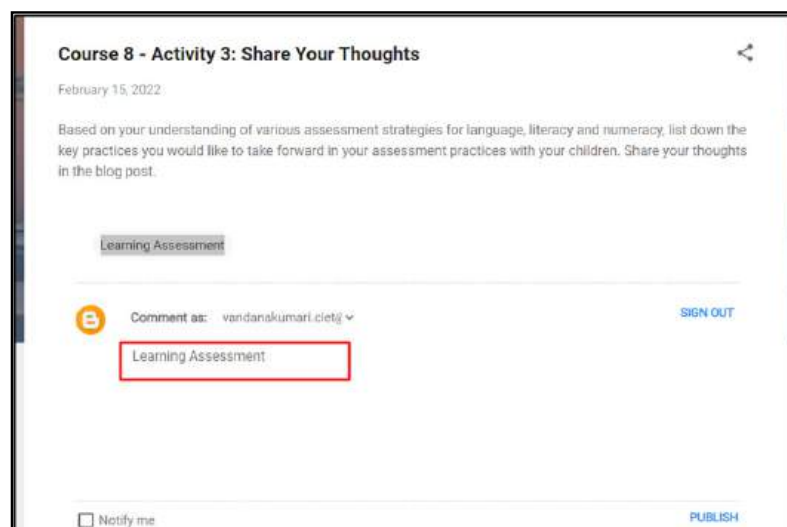 Course 8 - Activity 3: Share Your Thoughts
February 15, 2022
Based on your understanding of various assessment strategies for language, literacy and numeracy, list down the
key practices you would like to take forward in your assessment practices with your children. Share your thoughts
in the blog post.
Learning Assessment
Comment as: vandanakumari.ciet@
SIGN OUT
Learning Assessment
Notify me
PUBLISH